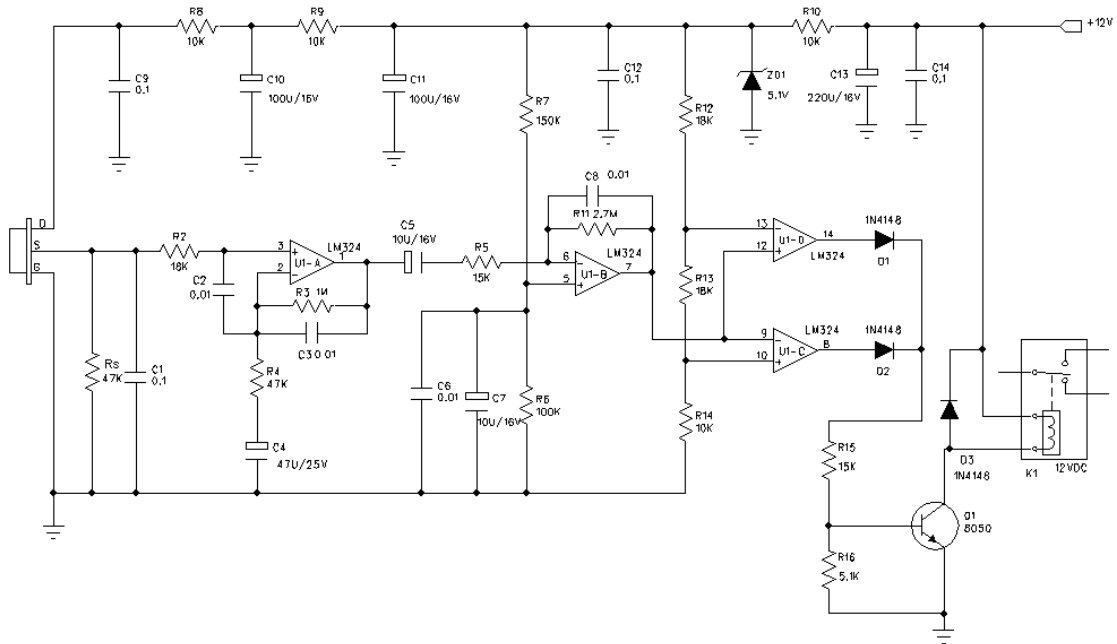 R8
10K
R9
10K
R10
10K
+12V
C9
0.1
C10
100U/16V
C11
100U/16V
C12
0.1
ZD1
5.1V
C13
220U/16V
C14
0.1
R7
150K
R12
18K
C8 0.01
R11 2.7M
D
S
G
R2
18K
C2
0.01
3
+
2
-
U1-A
LM324
1
R3 1M
C3 0.01
C5
10U/16V
R5
15K
6
-
5
+
U1-B
LM324
7
13
-
12
+
U1-D
14
LM324
1N4148
D1
R13
18K
9
-
10
+
U1-C
LM324
8
1N4148
D2
Rs
47K
C1
0.1
R4
47K
C4
47U/25V
C6
0.01
C7
10U/16V
R6
100K
R14
10K
R15
15K
D3
1N4148
K1
12VDC
Q1
8050
R16
5.1K